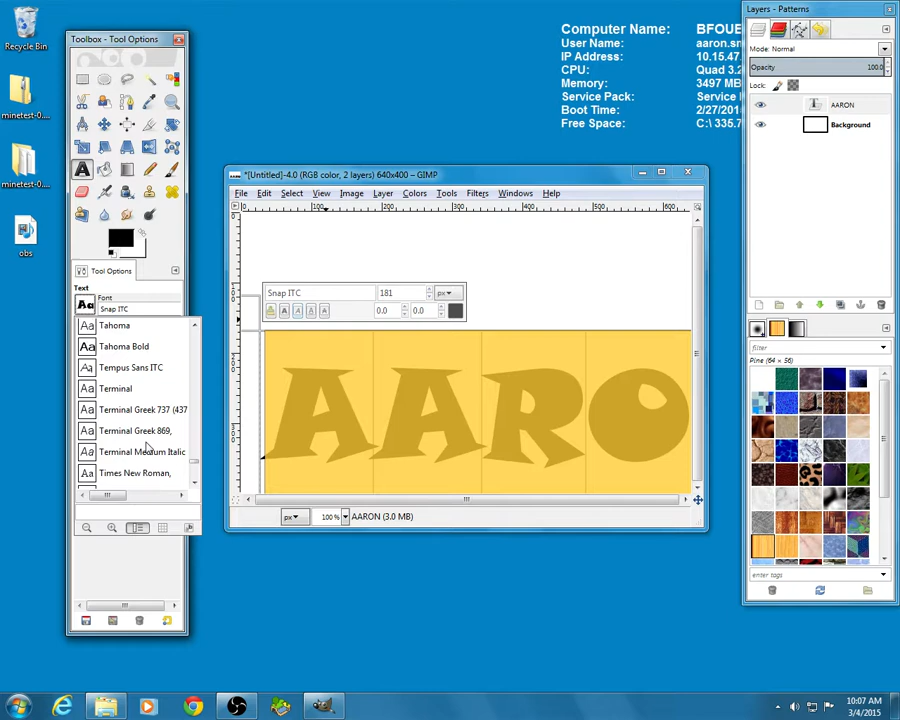 Recycle Bin
minetest-0....
minetest-0....
obs
Toolbox - Tool Options
Tool Options
Text
Font
Snap ITC
Tahoma
Tahoma Bold
Tempus Sans ITC
Terminal
Terminal Greek 737 (437
Terminal Greek 869,
Terminal Medium Italic
Times New Roman,
Computer Name: BFOUE
User Name: aaron.sn
IP Address: 10.15.47
CPU: Quad 3.2
Memory: 3497 MB
Service Pack: Service
Boot Time: 2/27/201
Free Space: C:\ 335.7
*[Untitled]-4.0 (RGB color, 2 layers) 640x400 – GIMP
File Edit Select View Image Layer Colors Tools Filters Windows Help
0 100 200 300 400 500 600
Snap ITC 181 px
0.0 0.0
AARO
px 100 % AARON (3.0 MB)
Layers - Patterns
Mode: Normal
Opacity 100.0
Lock:
AARON
Background
filter
Pine (64 × 56)
enter tags
10:07 AM
3/4/2015